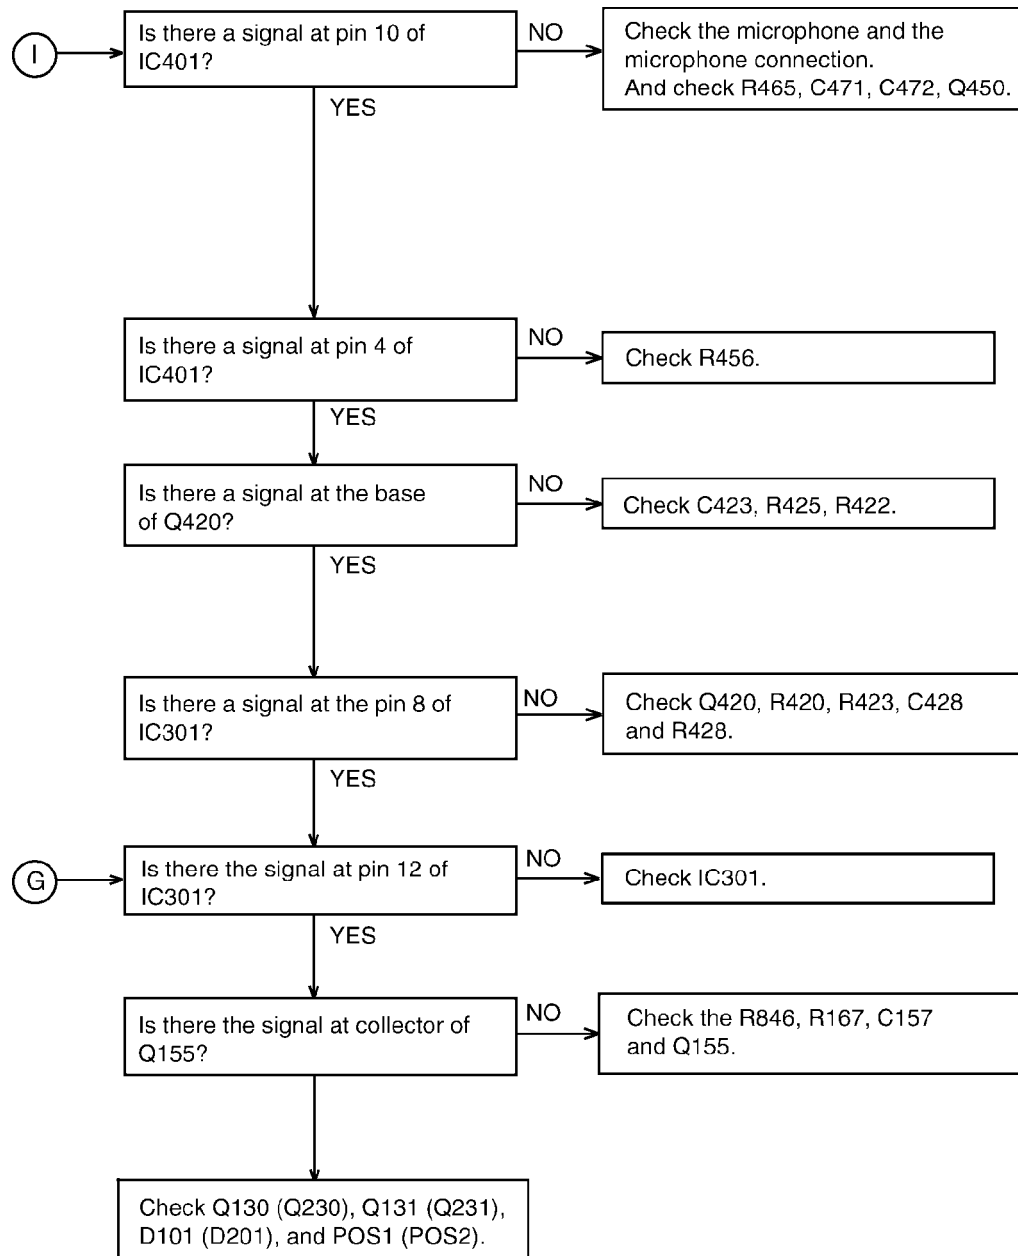 I
Is there a signal at pin 10 of
IC401?
NO
Check the microphone and the
microphone connection.
And check R465, C471, C472, Q450.
YES
Is there a signal at pin 4 of
IC401?
NO
Check R456.
YES
Is there a signal at the base
of Q420?
NO
Check C423, R425, R422.
YES
Is there a signal at the pin 8 of
IC301?
NO
Check Q420, R420, R423, C428
and R428.
YES
G
Is there the signal at pin 12 of
IC301?
NO
Check IC301.
YES
Is there the signal at collector of
Q155?
NO
Check the R846, R167, C157
and Q155.
Check Q130 (Q230), Q131 (Q231),
D101 (D201), and POS1 (POS2).